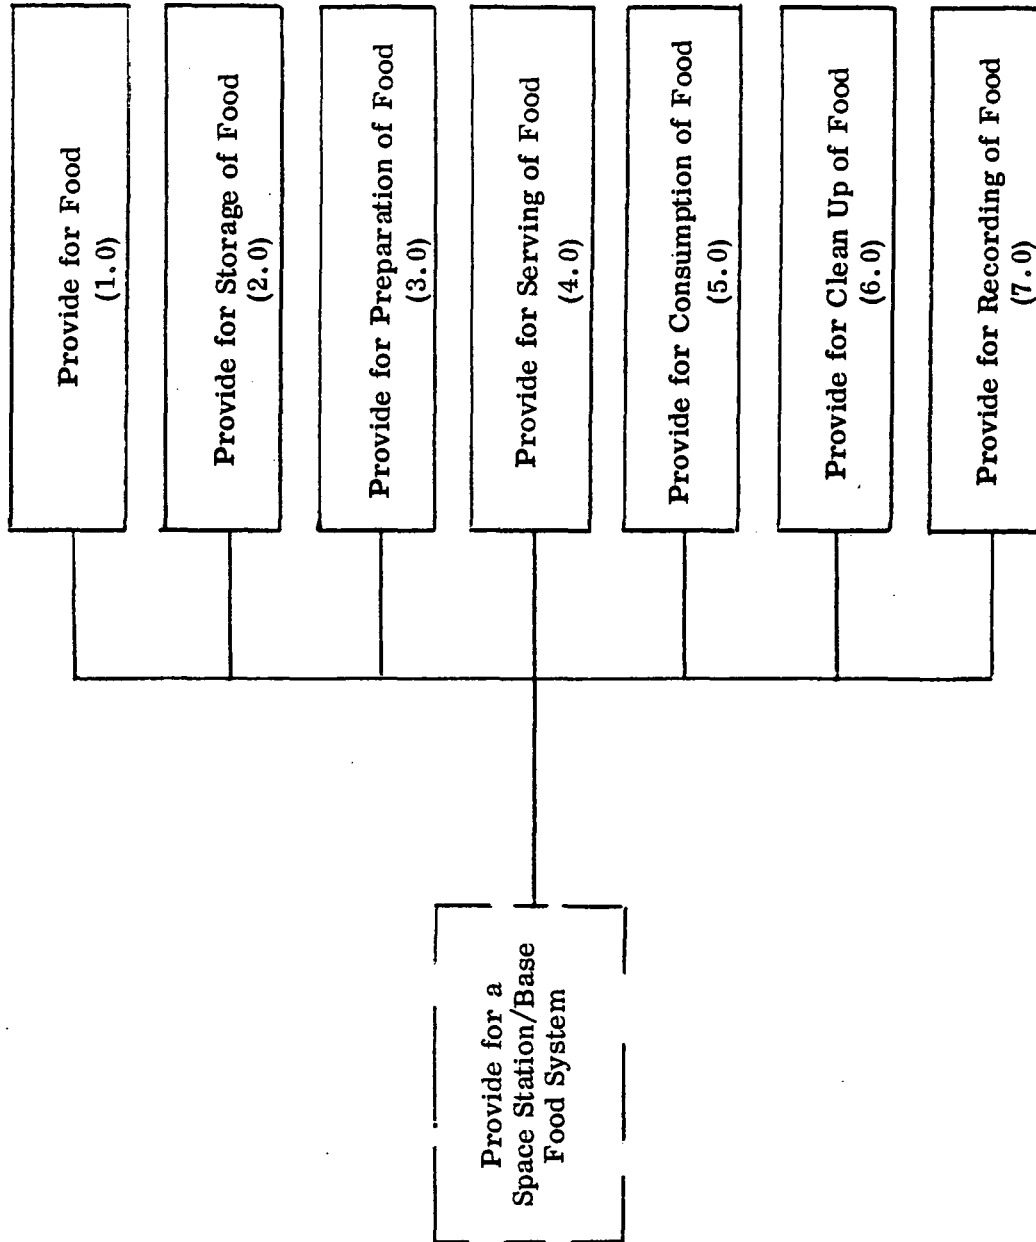 Provide for a
Space Station/Base
Food System
Provide for Food
(1.0)
Provide for Storage of Food
(2.0)
Provide for Preparation of Food
(3.0)
Provide for Serving of Food
(4.0)
Provide for Consumption of Food
(5.0)
Provide for Clean Up of Food
(6.0)
Provide for Recording of Food
(7.0)